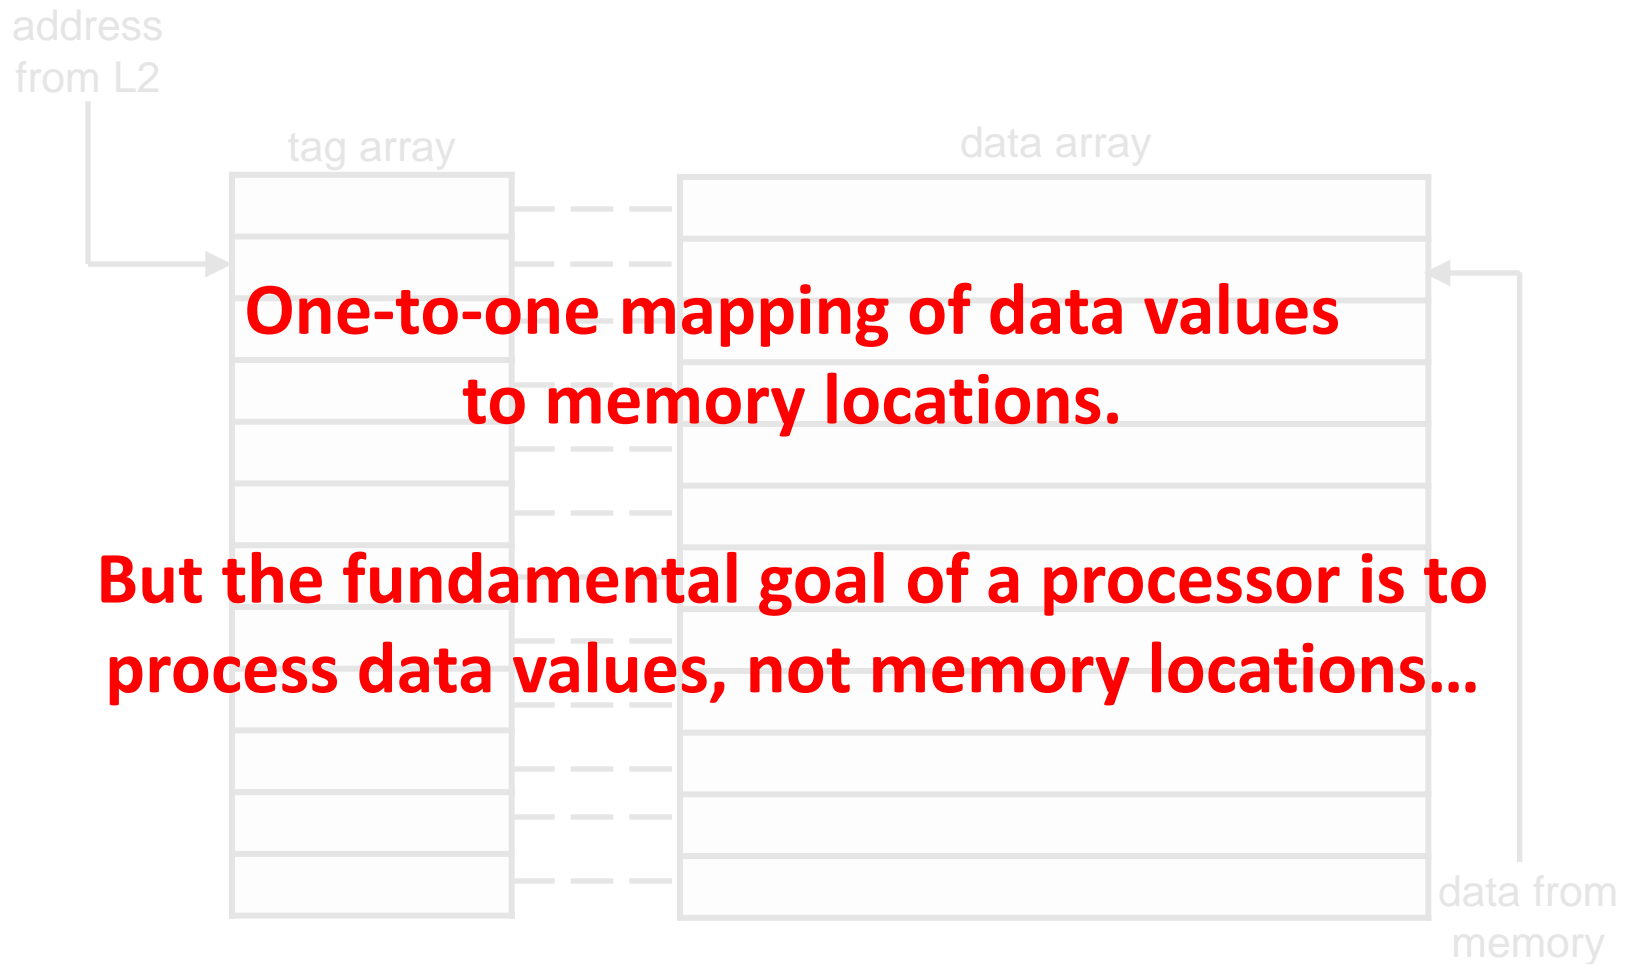 address
from L2
tag array
data array
One-to-one mapping of data values
to memory locations.
But the fundamental goal of a processor is to
process data values, not memory locations…
data from
memory